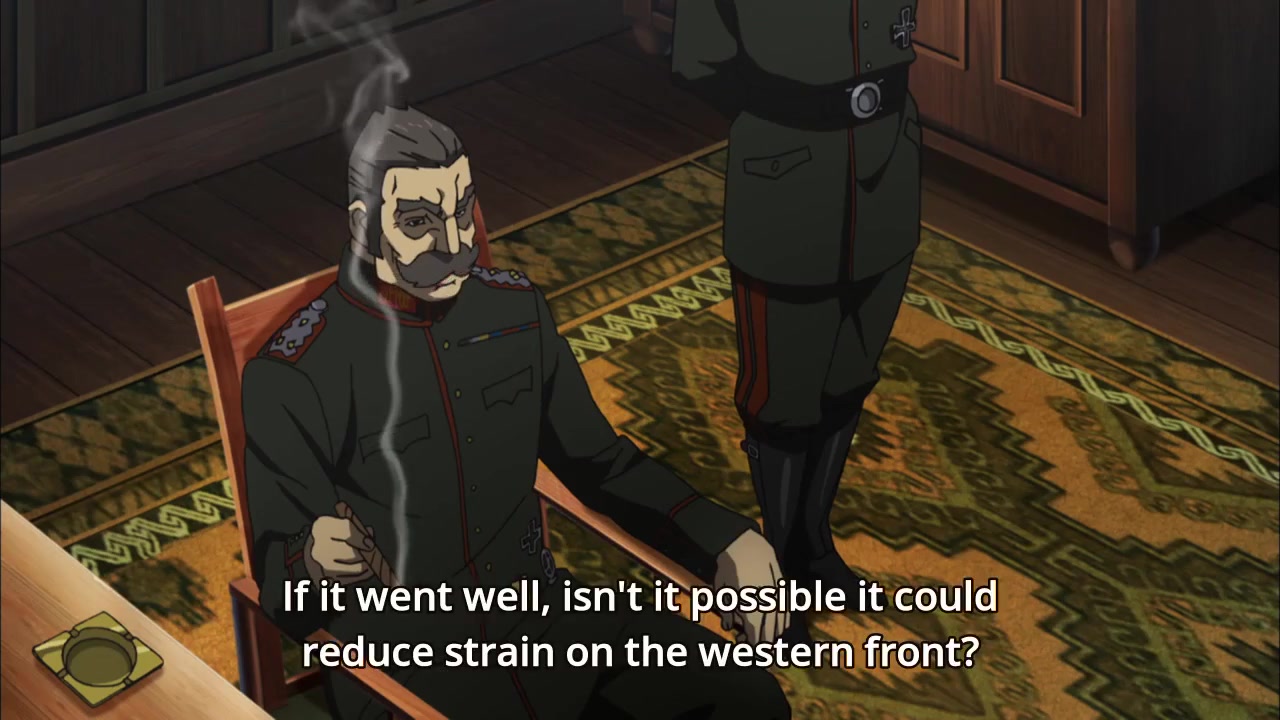 If it went well, isn't it possible it could
reduce strain on the western front?